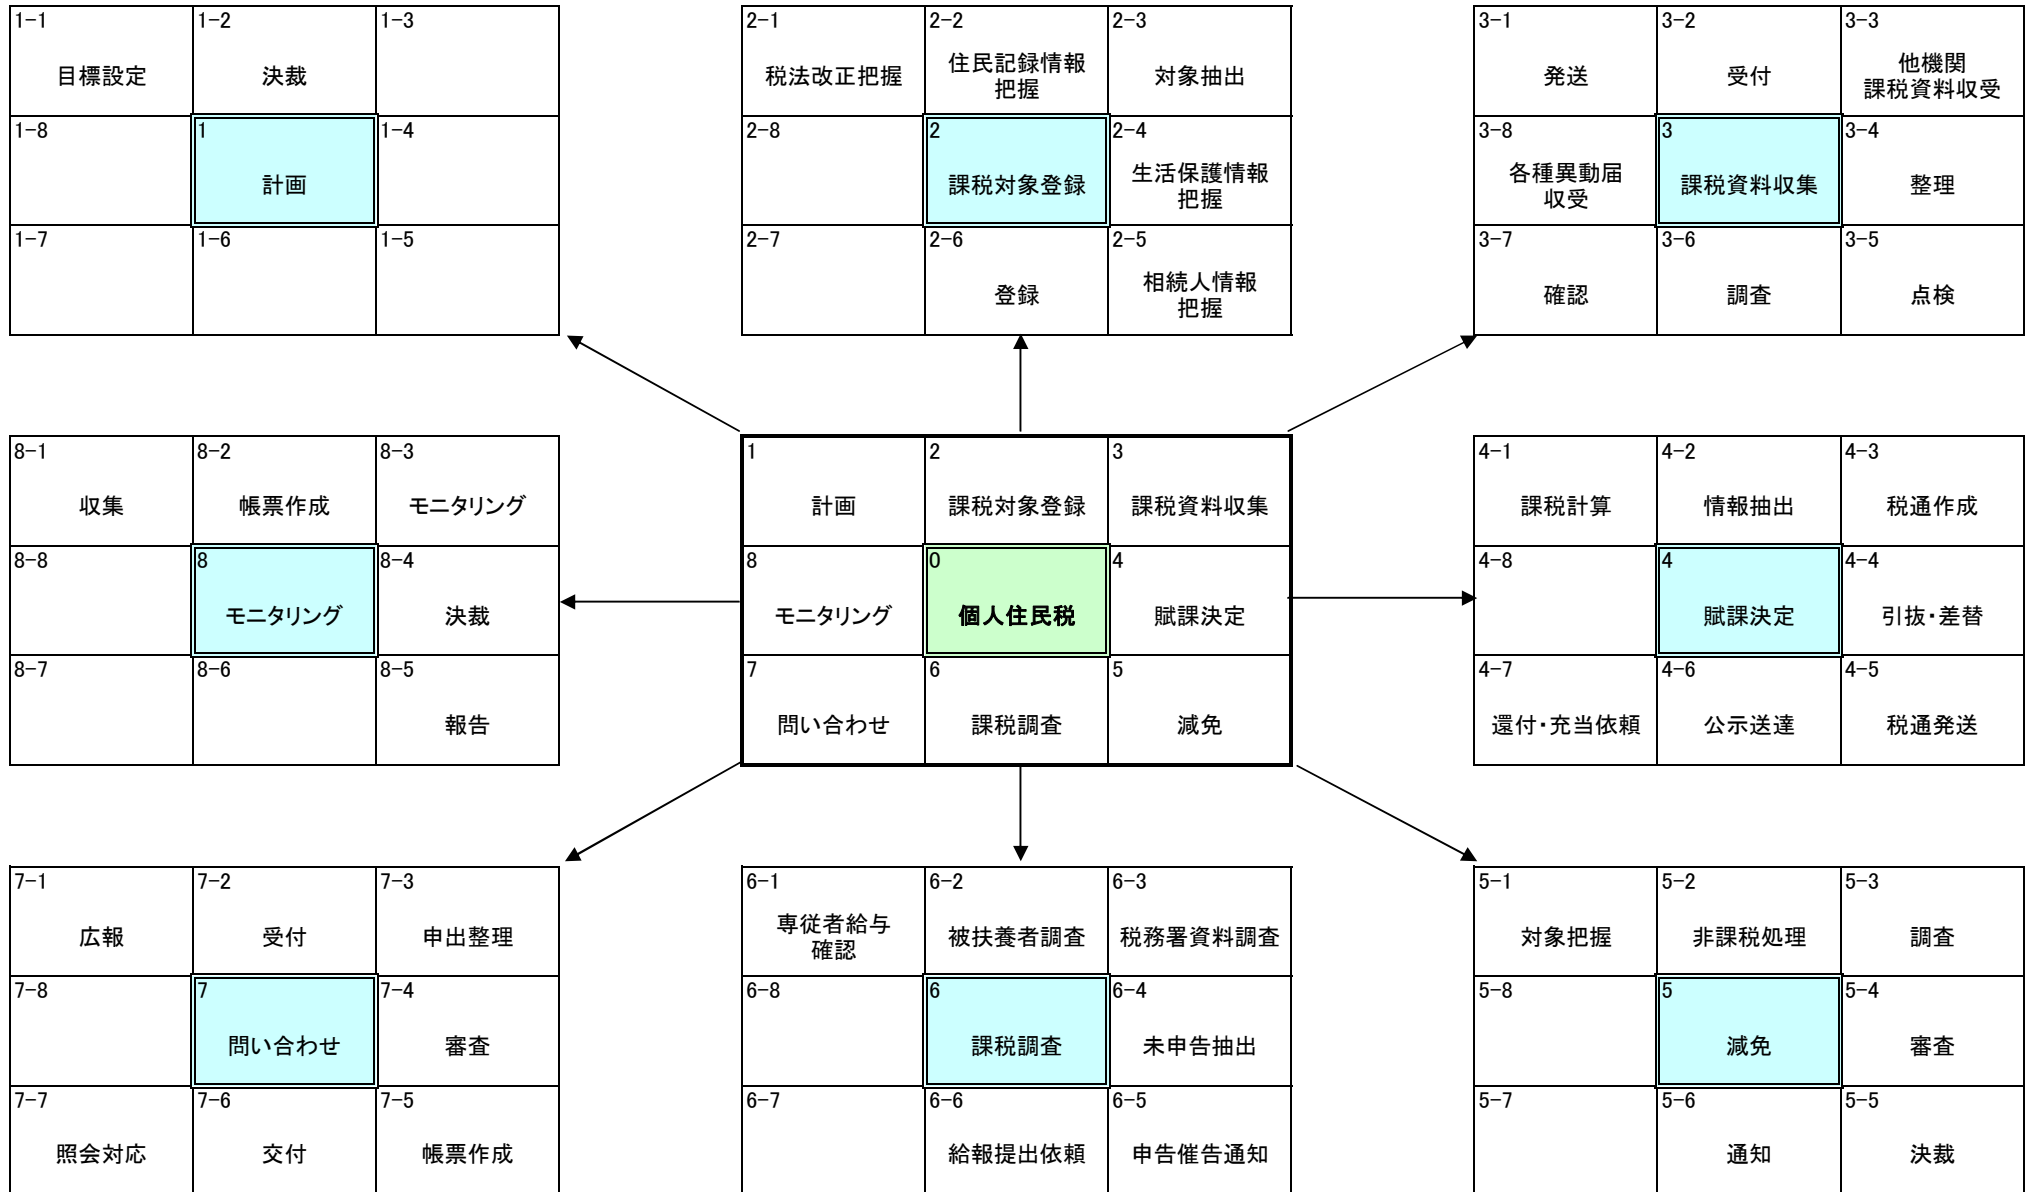 1-1
目標設定
1-2
決裁
1-3
1-8
1
計画
1-4
1-7
1-6
1-5
2-1
税法改正把握
2-2
住民記録情報
把握
2-3
対象抽出
2-8
2
課税対象登録
2-4
生活保護情報
把握
2-7
2-6
登録
2-5
相続人情報
把握
3-1
発送
3-2
受付
3-3
他機関
課税資料収受
3-8
各種異動届
収受
3
課税資料収集
3-4
整理
3-7
確認
3-6
調査
3-5
点検
8-1
収集
8-2
帳票作成
8-3
モニタリング
8-8
8
モニタリング
8-4
決裁
8-7
8-6
8-5
報告
1
計画
2
課税対象登録
3
課税資料収集
8
モニタリング
0
個人住民税
4
賦課決定
7
問い合わせ
6
課税調査
5
減免
4-1
課税計算
4-2
情報抽出
4-3
税通作成
4-8
4
賦課決定
4-4
引抜・差替
4-7
還付・充当依頼
4-6
公示送達
4-5
税通発送
7-1
広報
7-2
受付
7-3
申出整理
7-8
7
問い合わせ
7-4
審査
7-7
照会対応
7-6
交付
7-5
帳票作成
6-1
専従者給与
確認
6-2
被扶養者調査
6-3
税務署資料調査
6-8
6
課税調査
6-4
未申告抽出
6-7
6-6
給報提出依頼
6-5
申告催告通知
5-1
対象把握
5-2
非課税処理
5-3
調査
5-8
5
減免
5-4
審査
5-7
5-6
通知
5-5
決裁